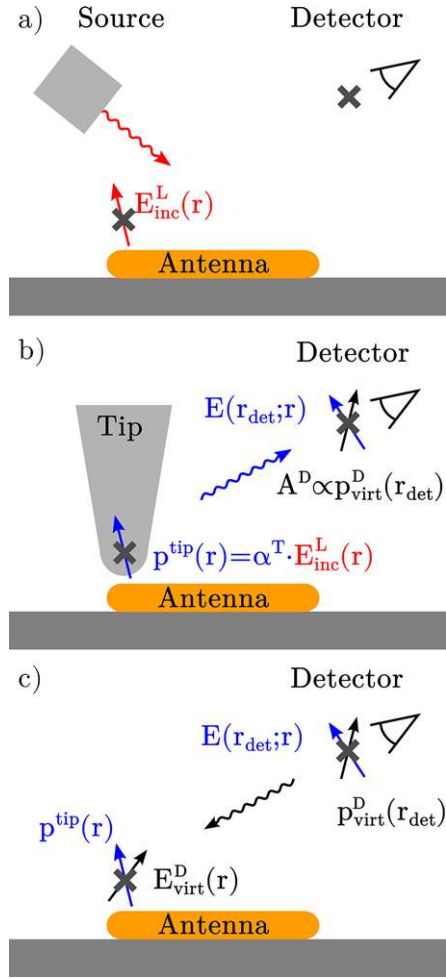 a) Source Detector
E^L_inc(r)
Antenna
b) Detector
Tip
E(r_det;r)
A^D∝p^D_virt(r_det)
p^tip(r)=α^T·E^L_inc(r)
Antenna
c) Detector
E(r_det;r)
p^D_virt(r_det)
p^tip(r)
E^D_virt(r)
Antenna